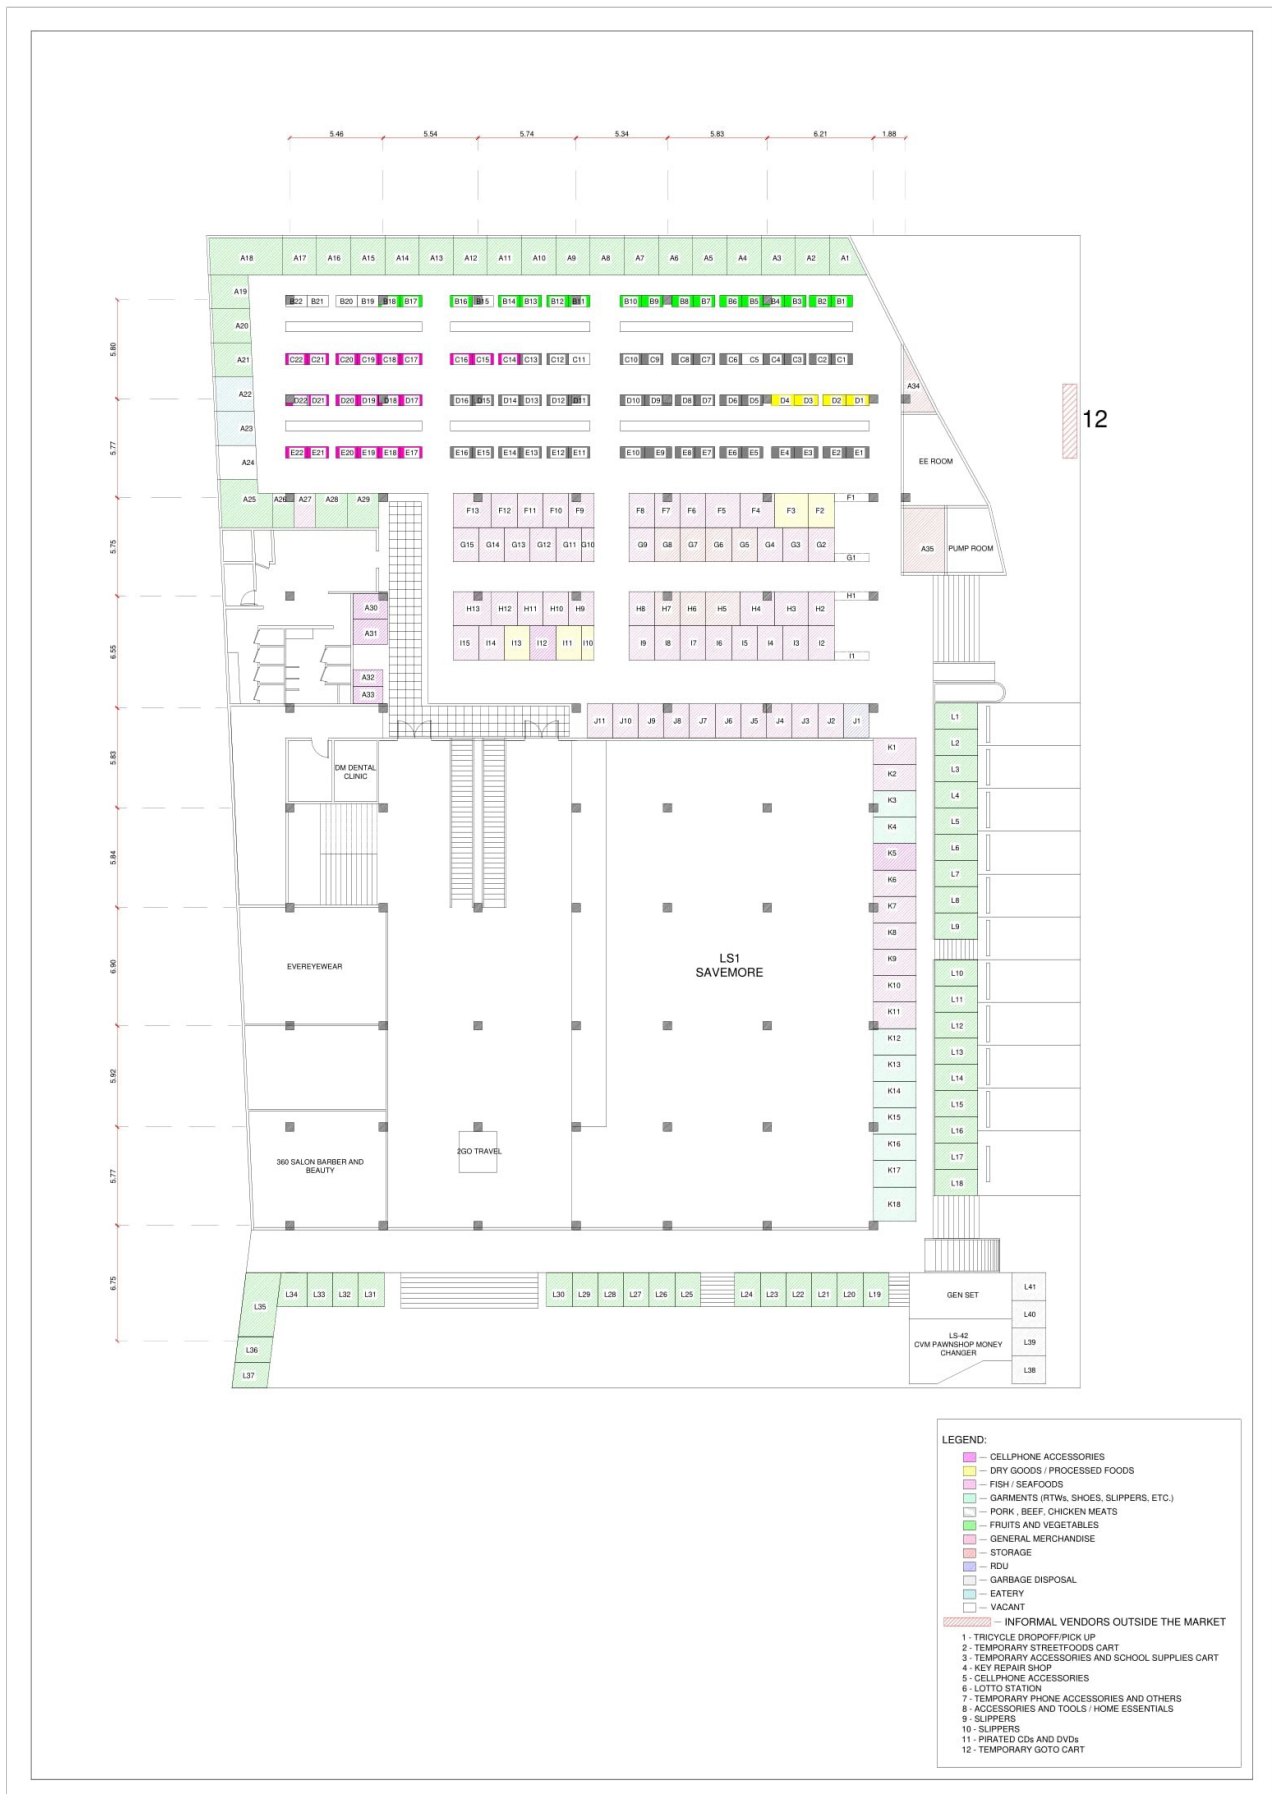 5.46 5.54 5.74 5.34 5.83 6.21 1.88
A18 A17 A16 A15 A14 A13 A12 A11 A10 A9 A8 A7 A6 A5 A4 A3 A2 A1
A19
B22 B21 B20 B19 B18 B17 B16 B15 B14 B13 B12 B11 B10 B9 B8 B7 B6 B5 B4 B3 B2 B1
A20
5.80
A21 C22 C21 C20 C19 C18 C17 C16 C15 C14 C13 C12 C11 C10 C9 C8 C7 C6 C5 C4 C3 C2 C1
A22 A34
D22 D21 D20 D19 D18 D17 D16 D15 D14 D13 D12 D11 D10 D9 D8 D7 D6 D5 D4 D3 D2 D1
12
A23
5.77
E22 E21 E20 E19 E18 E17 E16 E15 E14 E13 E12 E11 E10 E9 E8 E7 E6 E5 E4 E3 E2 E1
A24 EE ROOM
A25 A26 A27 A28 A29 F1
F13 F12 F11 F10 F9 F8 F7 F6 F5 F4 F3 F2
5.75
G15 G14 G13 G12 G11 G10 G9 G8 G7 G6 G5 G4 G3 G2 A35 PUMP ROOM
G1
H1
A30 H13 H12 H11 H10 H9 H8 H7 H6 H5 H4 H3 H2
A31
6.55
I15 I14 I13 I12 I11 I10 I9 I8 I7 I6 I5 I4 I3 I2
I1
A32
A33
J11 J10 J9 J8 J7 J6 J5 J4 J3 J2 J1 L1
K1 L2
5.83
DM DENTAL
CLINIC
K2 L3
K3 L4
K4 L5
5.84
K5 L6
K6 L7
K7 L8
K8 L9
LS1
SAVEMORE
6.90
EVEREYEWEAR
K9 L10
K10 L11
K11 L12
K12 L13
5.92
K13 L14
K14 L15
K15 L16
K16 L17
2GO TRAVEL
360 SALON BARBER AND
BEAUTY
5.77
K17 L18
K18
6.75
L35 L34 L33 L32 L31 L30 L29 L28 L27 L26 L25 L24 L23 L22 L21 L20 L19
GEN SET
L41
L40
L36
LS-42
CVM PAWNSHOP MONEY
CHANGER
L39
L37
L38
LEGEND:
— CELLPHONE ACCESSORIES
— DRY GOODS / PROCESSED FOODS
— FISH / SEAFOODS
— GARMENTS (RTWs, SHOES, SLIPPERS, ETC.)
— PORK , BEEF, CHICKEN MEATS
— FRUITS AND VEGETABLES
— GENERAL MERCHANDISE
— STORAGE
— RDU
— GARBAGE DISPOSAL
— EATERY
— VACANT
— INFORMAL VENDORS OUTSIDE THE MARKET
1 - TRICYCLE DROPOFF/PICK UP
2 - TEMPORARY STREETFOODS CART
3 - TEMPORARY ACCESSORIES AND SCHOOL SUPPLIES CART
4 - KEY REPAIR SHOP
5 - CELLPHONE ACCESSORIES
6 - LOTTO STATION
7 - TEMPORARY PHONE ACCESSORIES AND OTHERS
8 - ACCESSORIES AND TOOLS / HOME ESSENTIALS
9 - SLIPPERS
10 - SLIPPERS
11 - PIRATED CDs AND DVDs
12 - TEMPORARY GOTO CART